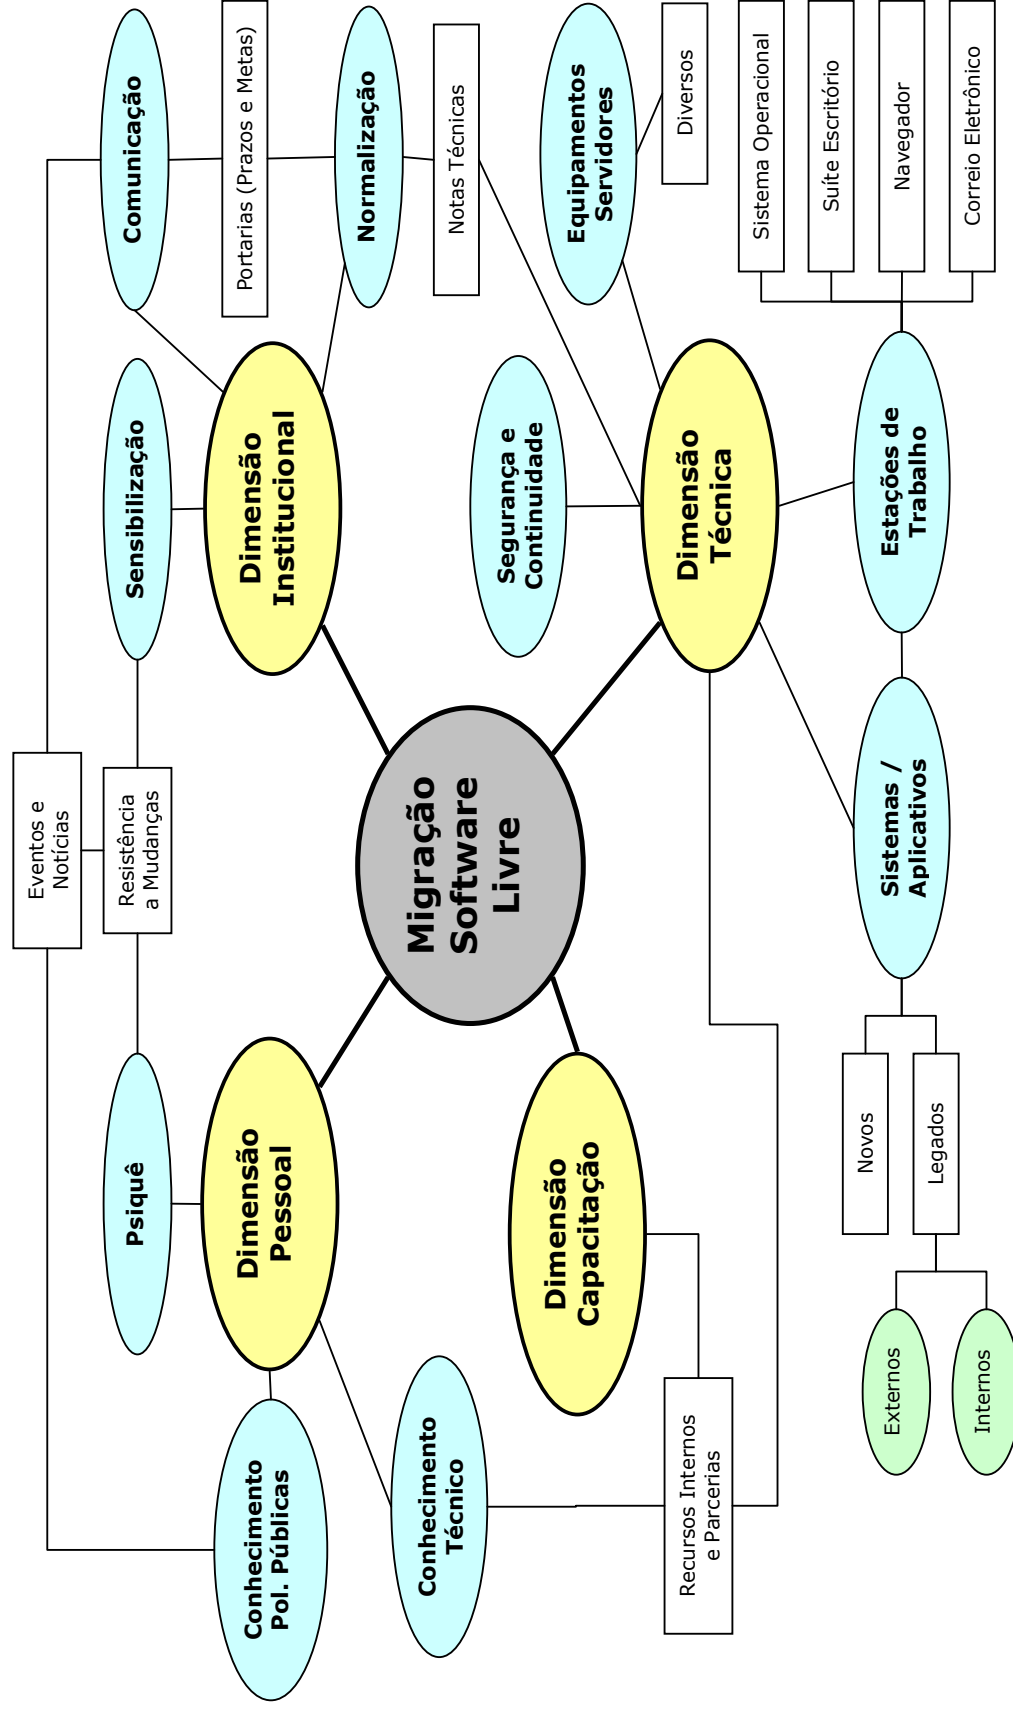 Eventos e
Notícias
Psiquê
Resistência
a Mudanças
Sensibilização
Comunicação
Conhecimento
Pol. Públicas
Dimensão
Pessoal
Dimensão
Institucional
Portarias (Prazos e Metas)
Normalização
Conhecimento
Técnico
Migração
Software
Livre
Notas Técnicas
Dimensão
Capacitação
Segurança e
Continuidade
Equipamentos
Servidores
Recursos Internos
e Parcerias
Dimensão
Técnica
Diversos
Sistema Operacional
Suíte Escritório
Novos
Sistemas /
Aplicativos
Estações de
Trabalho
Navegador
Externos
Legados
Correio Eletrônico
Internos